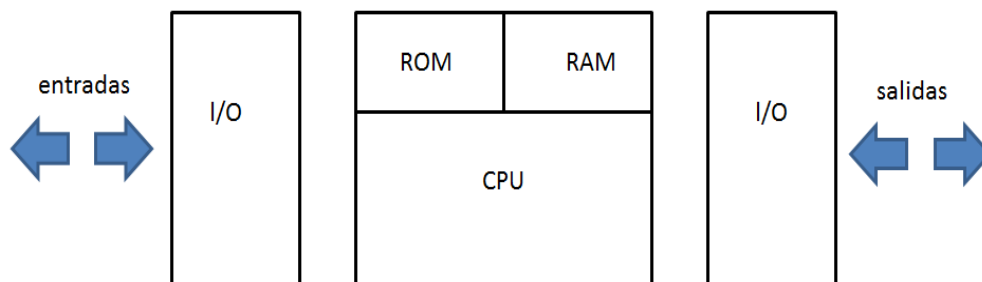 entradas
I/O
ROM
RAM
CPU
I/O
salidas